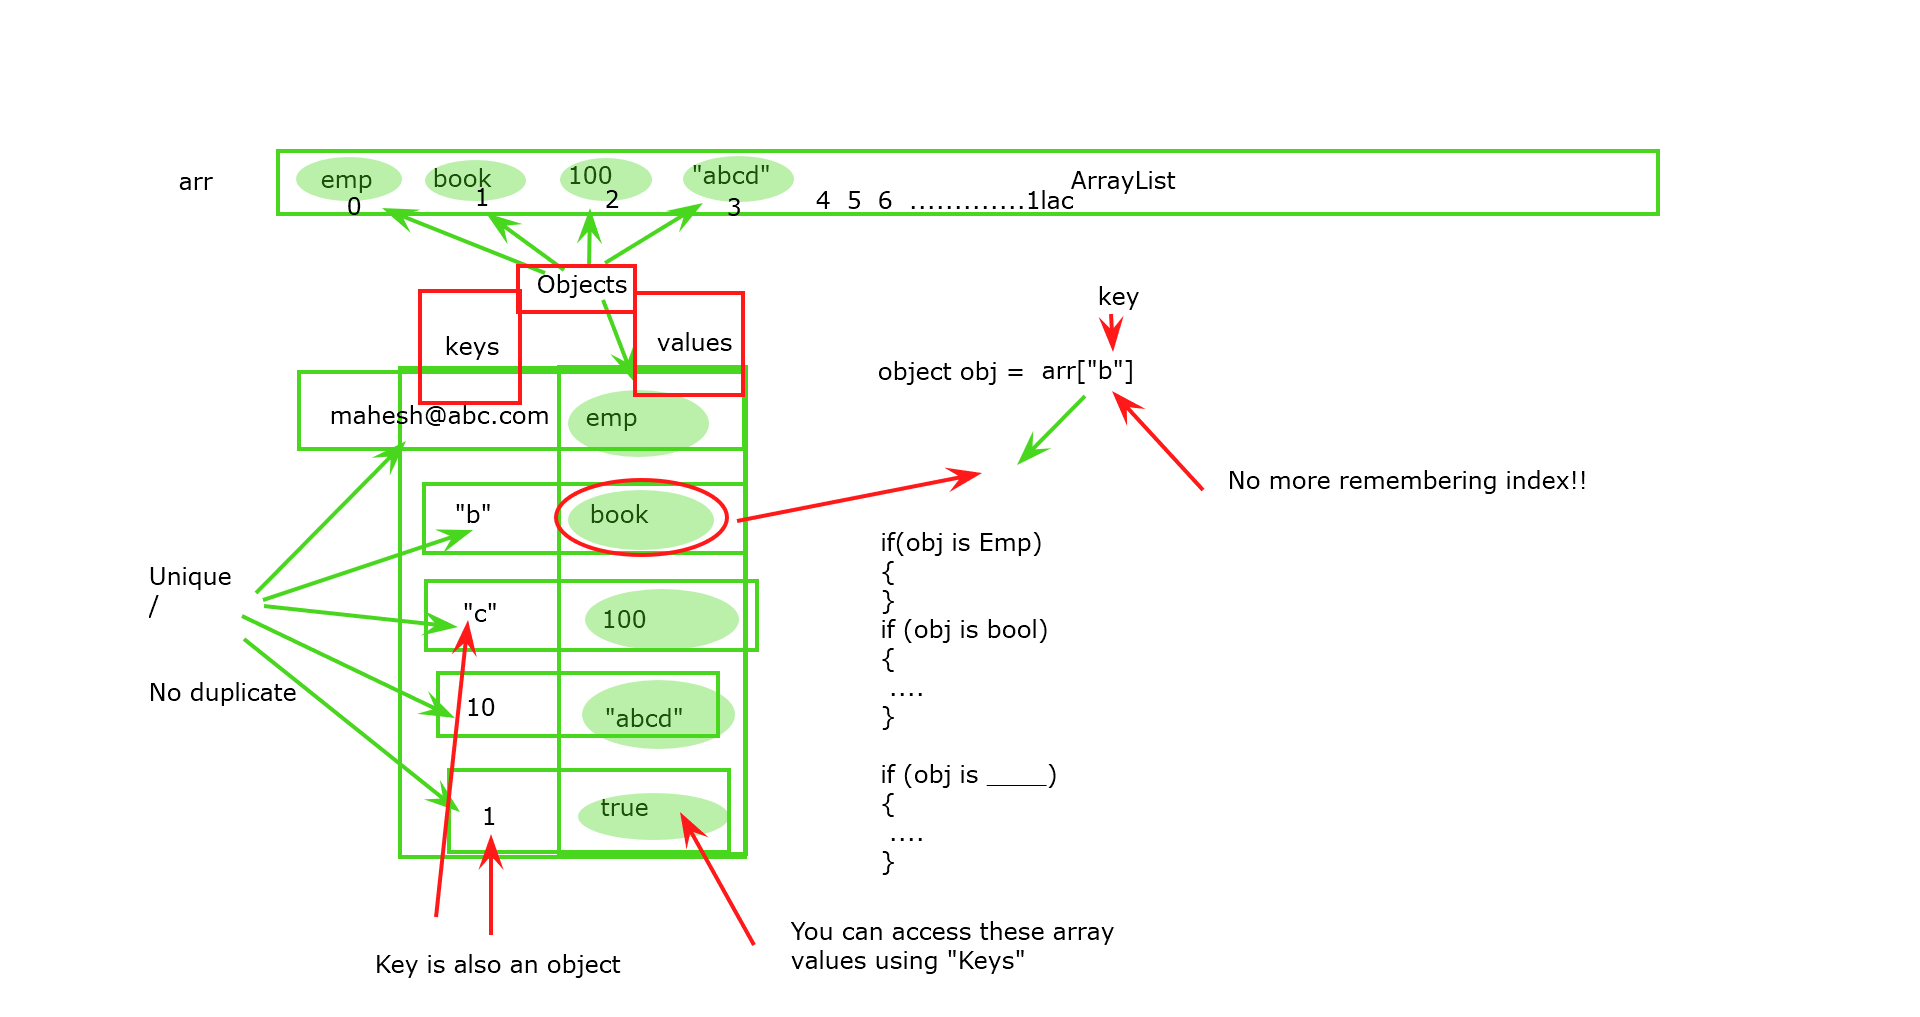 arr
emp book 100 "abcd" ArrayList
0 1 2 3 4 5 6 .............1lac
Objects
keys values
mahesh@abc.com emp
"b" book
"c" 100
10 "abcd"
1 true
Unique
/
No duplicate
Key is also an object
You can access these array
values using "Keys"
key
object obj = arr["b"]
No more remembering index!!
if(obj is Emp)
{
}
if (obj is bool)
{
....
}
if (obj is _____)
{
....
}